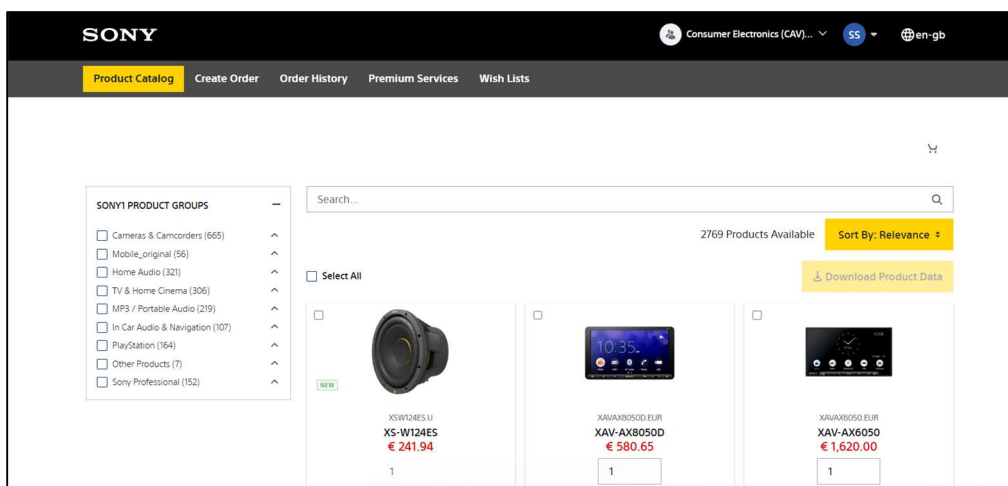 SONY
Consumer Electronics (CAV)...
SS
en-gb
Product Catalog
Create Order
Order History
Premium Services
Wish Lists
SONY1 PRODUCT GROUPS
Cameras & Camcorders (665)
Mobile_original (56)
Home Audio (321)
TV & Home Cinema (306)
MP3 / Portable Audio (219)
In Car Audio & Navigation (107)
PlayStation (164)
Other Products (7)
Sony Professional (152)
Search...
2769 Products Available
Sort By: Relevance
Select All
Download Product Data
NEW
XSW124ES.U
XS-W124ES
€ 241.94
1
10:35
XAVAX8050D.EUR
XAV-AX8050D
€ 580.65
1
XAVAX6050.EUR
XAV-AX6050
€ 1,620.00
1